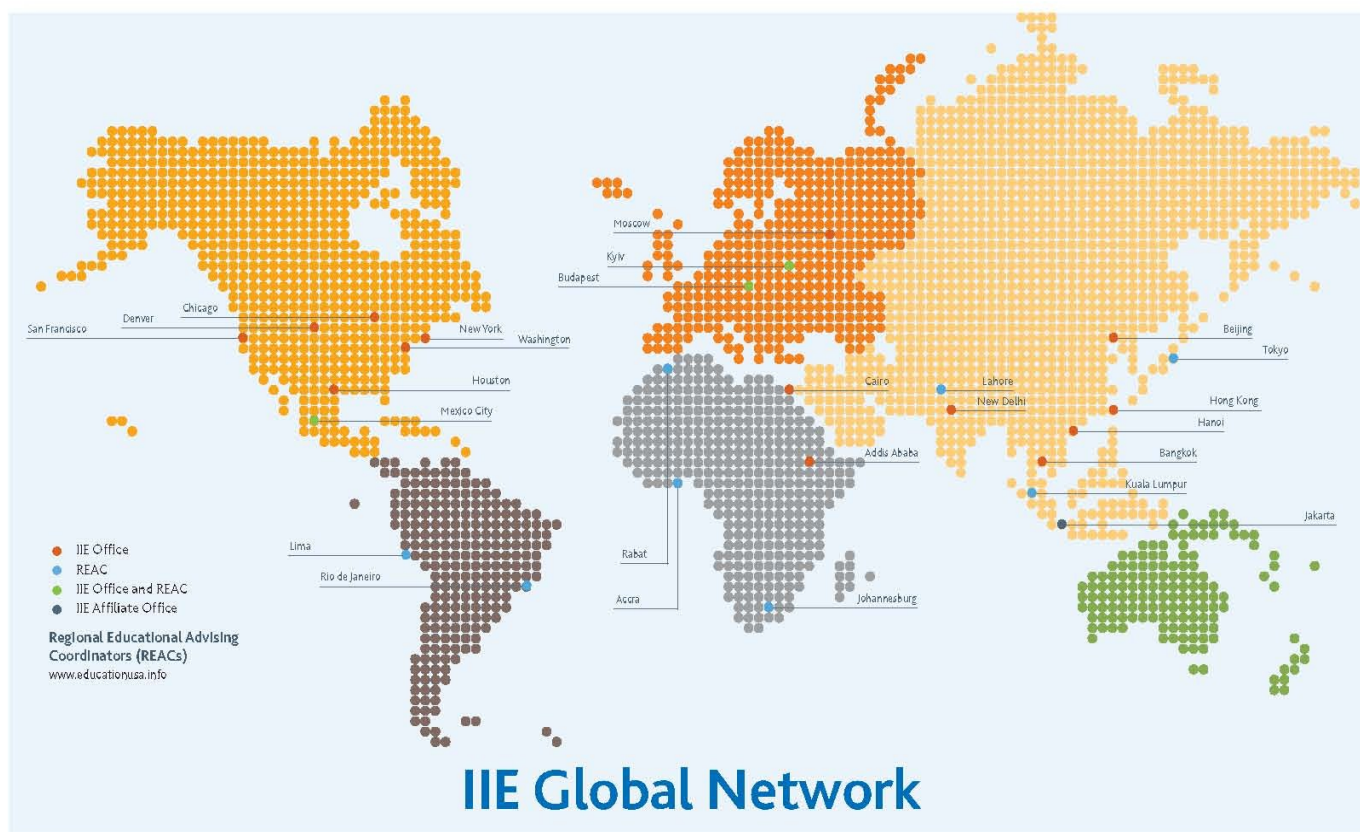 Moscow
Kyiv
Budapest
Chicago
Denver
San Francisco
New York
Washington
Houston
Mexico City
Beijing
Tokyo
Cairo
Lahore
New Delhi
Hong Kong
Hanoi
Addis Ababa
Bangkok
Kuala Lumpur
Jakarta
Lima
Rio de Janeiro
Rabat
Accra
Johannesburg
IIE Office
REAC
IIE Office and REAC
IIE Affiliate Office
Regional Educational Advising
Coordinators (REACs)
www.educationusa.info
IIE Global Network